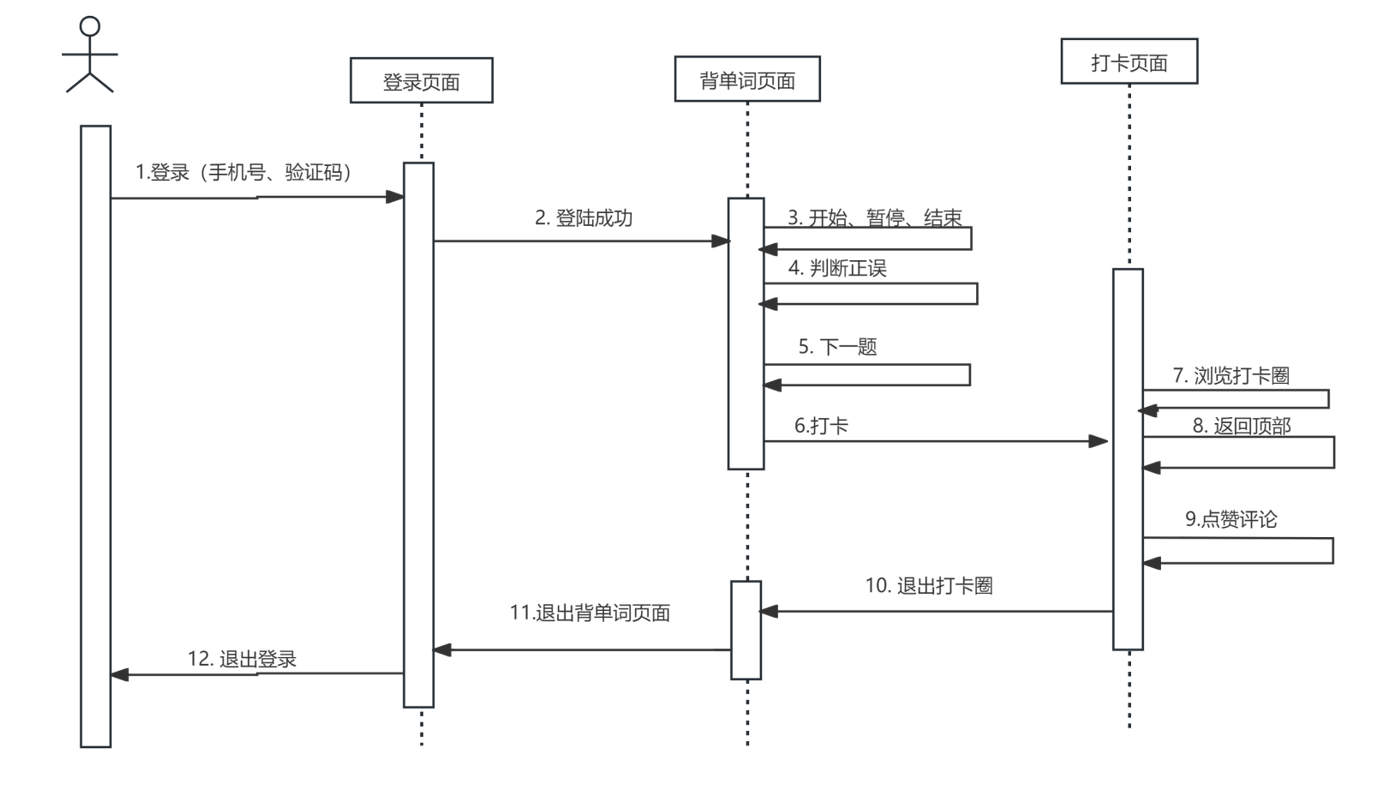 登录页面
背单词页面
打卡页面
1.登录（手机号、验证码）
2. 登陆成功
3. 开始、暂停、结束
4. 判断正误
5. 下一题
6.打卡
7. 浏览打卡圈
8. 返回顶部
9.点赞评论
10. 退出打卡圈
11.退出背单词页面
12. 退出登录